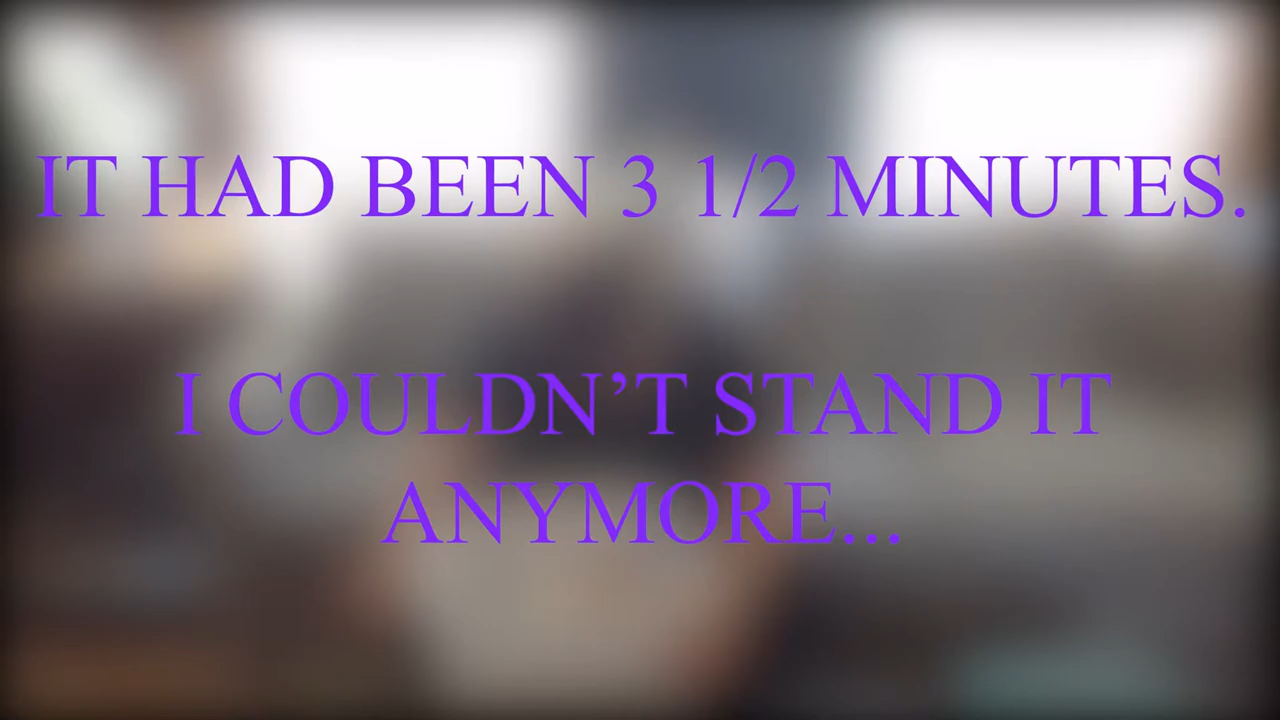 IT HAD BEEN 3 1/2 MINUTES.
I COULDN’T STAND IT
ANYMORE...